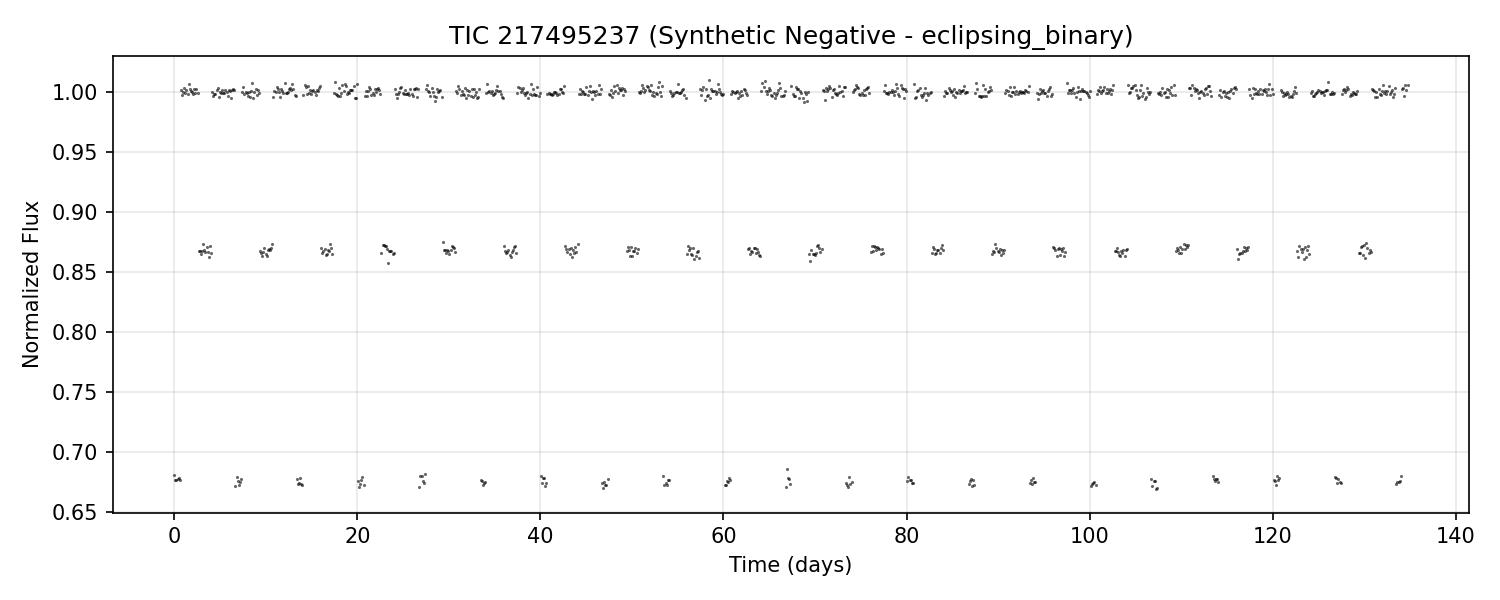 TIC 217495237 (Synthetic Negative - eclipsing_binary)
1.00
0.95
0.90
0.85
0.80
0.75
0.70
0.65
Normalized Flux
0 20 40 60 80 100 120 140
Time (days)